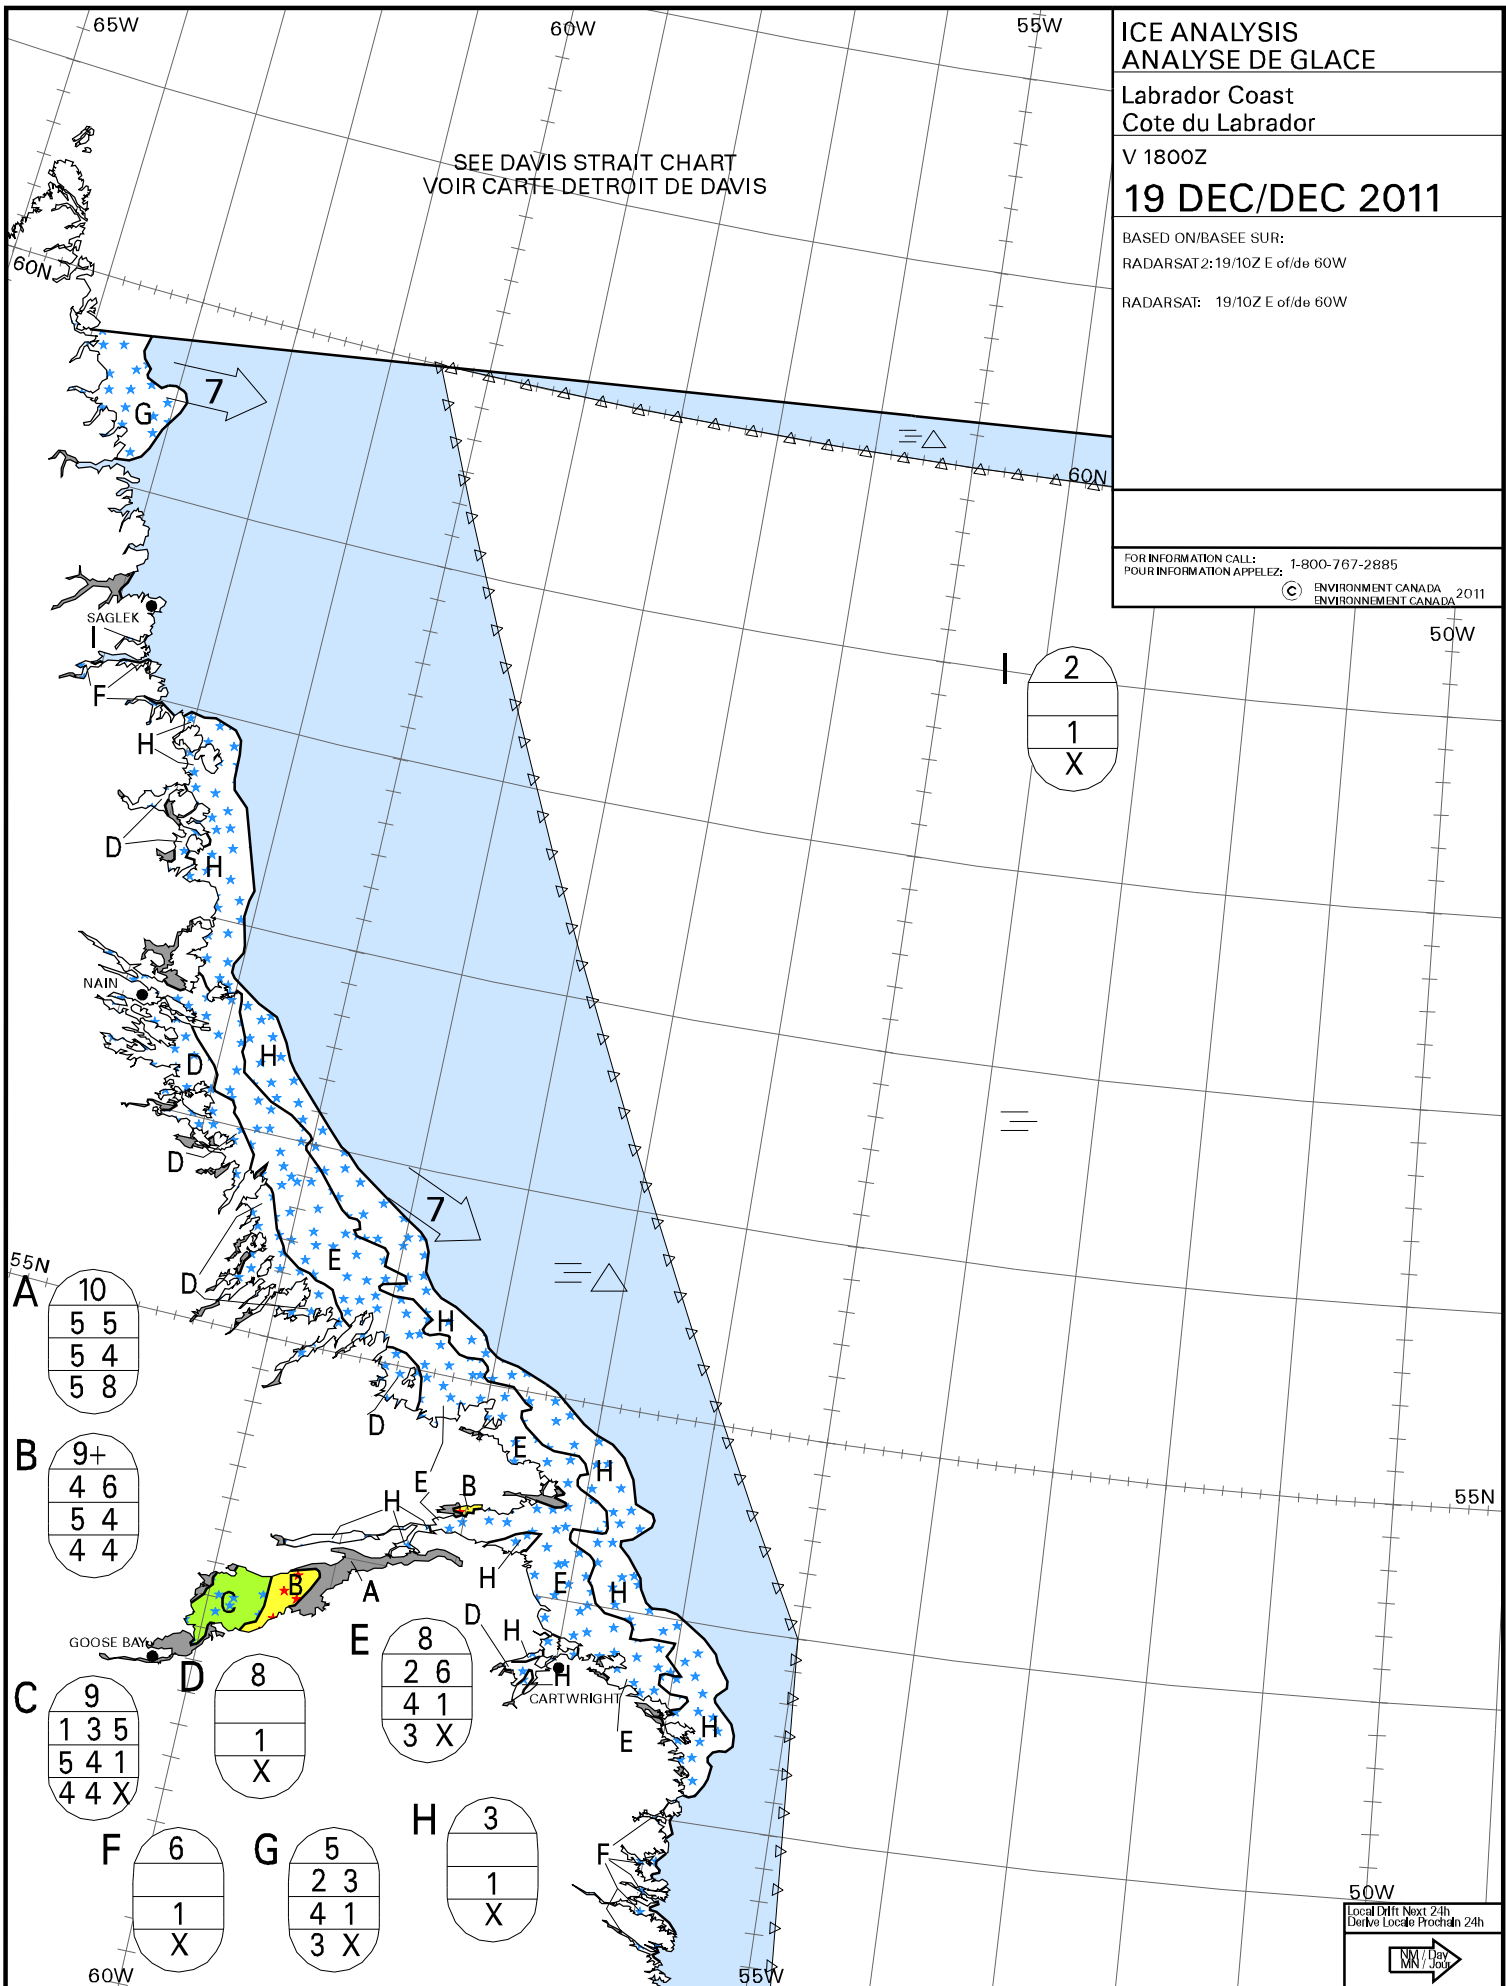 65W
60W
55W
ICE ANALYSIS
ANALYSE DE GLACE
Labrador Coast
Cote du Labrador
V 1800Z
19 DEC/DEC 2011
BASED ON/BASEE SUR:
RADARSAT2: 19/10Z E of/de 60W
RADARSAT: 19/10Z E of/de 60W
FOR INFORMATION CALL: 1-800-767-2885
POUR INFORMATION APPELEZ:
© ENVIRONMENT CANADA 2011
ENVIRONNEMENT CANADA
SEE DAVIS STRAIT CHART
VOIR CARTE DETROIT DE DAVIS
60N
7
G
60N
SAGLEK
I
F
50W
I
2
1
X
H
D
H
NAIN
D
H
D
7
E
D
55N
H
A
10
5 5
5 4
5 8
D
E
H
B
9+
4 6
5 4
4 4
E
B
H
55N
H
A
E
H
C
B
D
H
GOOSE BAY
H
CARTWRIGHT
E
H
C
9
1 3 5
5 4 1
4 4 X
D
8
1
X
E
8
2 6
4 1
3 X
F
6
1
X
G
5
2 3
4 1
3 X
H
3
1
X
F
60W
55W
50W
Local Drift Next 24h
Derive Locale Prochain 24h
NM / Day
MN / Jour